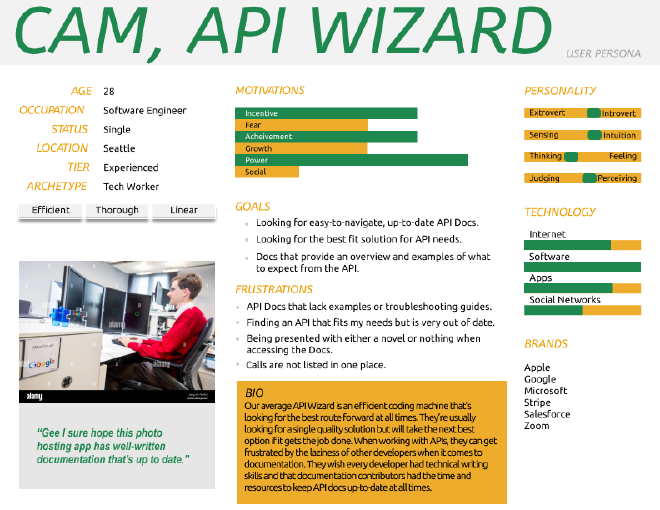 CAM, API WIZARD
USER PERSONA
AGE 28
OCCUPATION Software Engineer
STATUS Single
LOCATION Seattle
TIER Experienced
ARCHETYPE Tech Worker
Efficient Thorough Linear
Google
alamy
"Gee I sure hope this photo
hosting app has well-written
documentation that's up to date."
MOTIVATIONS
Incentive
Fear
Acheivement
Growth
Power
Social
GOALS
Looking for easy-to-navigate, up-to-date API Docs.
Looking for the best fit solution for API needs.
Docs that provide an overview and examples of what
to expect from the API.
FRUSTRATIONS
API Docs that lack examples or troubleshooting guides.
Finding an API that fits my needs but is very out of date.
Being presented with either a novel or nothing when
accessing the Docs.
Calls are not listed in one place.
BIO
Our average API Wizard is an efficient coding machine that's
looking for the best route forward at all times. They're usually
looking for a single quality solution but will take the next best
option if it gets the job done. When working with APIs, they can get
frustrated by the laziness of other developers when it comes to
documentation. They wish every developer had technical writing
skills and that documentation contributors had the time and
resources to keep API docs up-to-date at all times.
PERSONALITY
Extrovert Introvert
Sensing Intuition
Thinking Feeling
Judging Perceiving
TECHNOLOGY
Internet
Software
Apps
Social Networks
BRANDS
Apple
Google
Microsoft
Stripe
Salesforce
Zoom